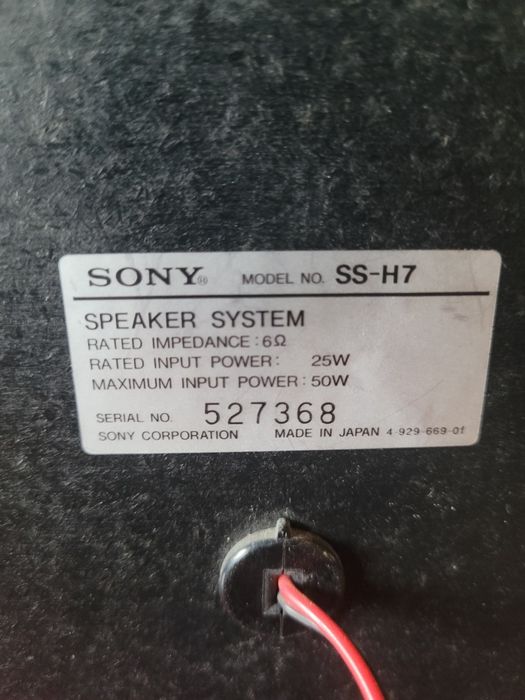 SONY® MODEL NO. SS-H7
SPEAKER SYSTEM
RATED IMPEDANCE : 6Ω
RATED INPUT POWER : 25W
MAXIMUM INPUT POWER : 50W
SERIAL NO. 527368
SONY CORPORATION MADE IN JAPAN 4-929-669-01